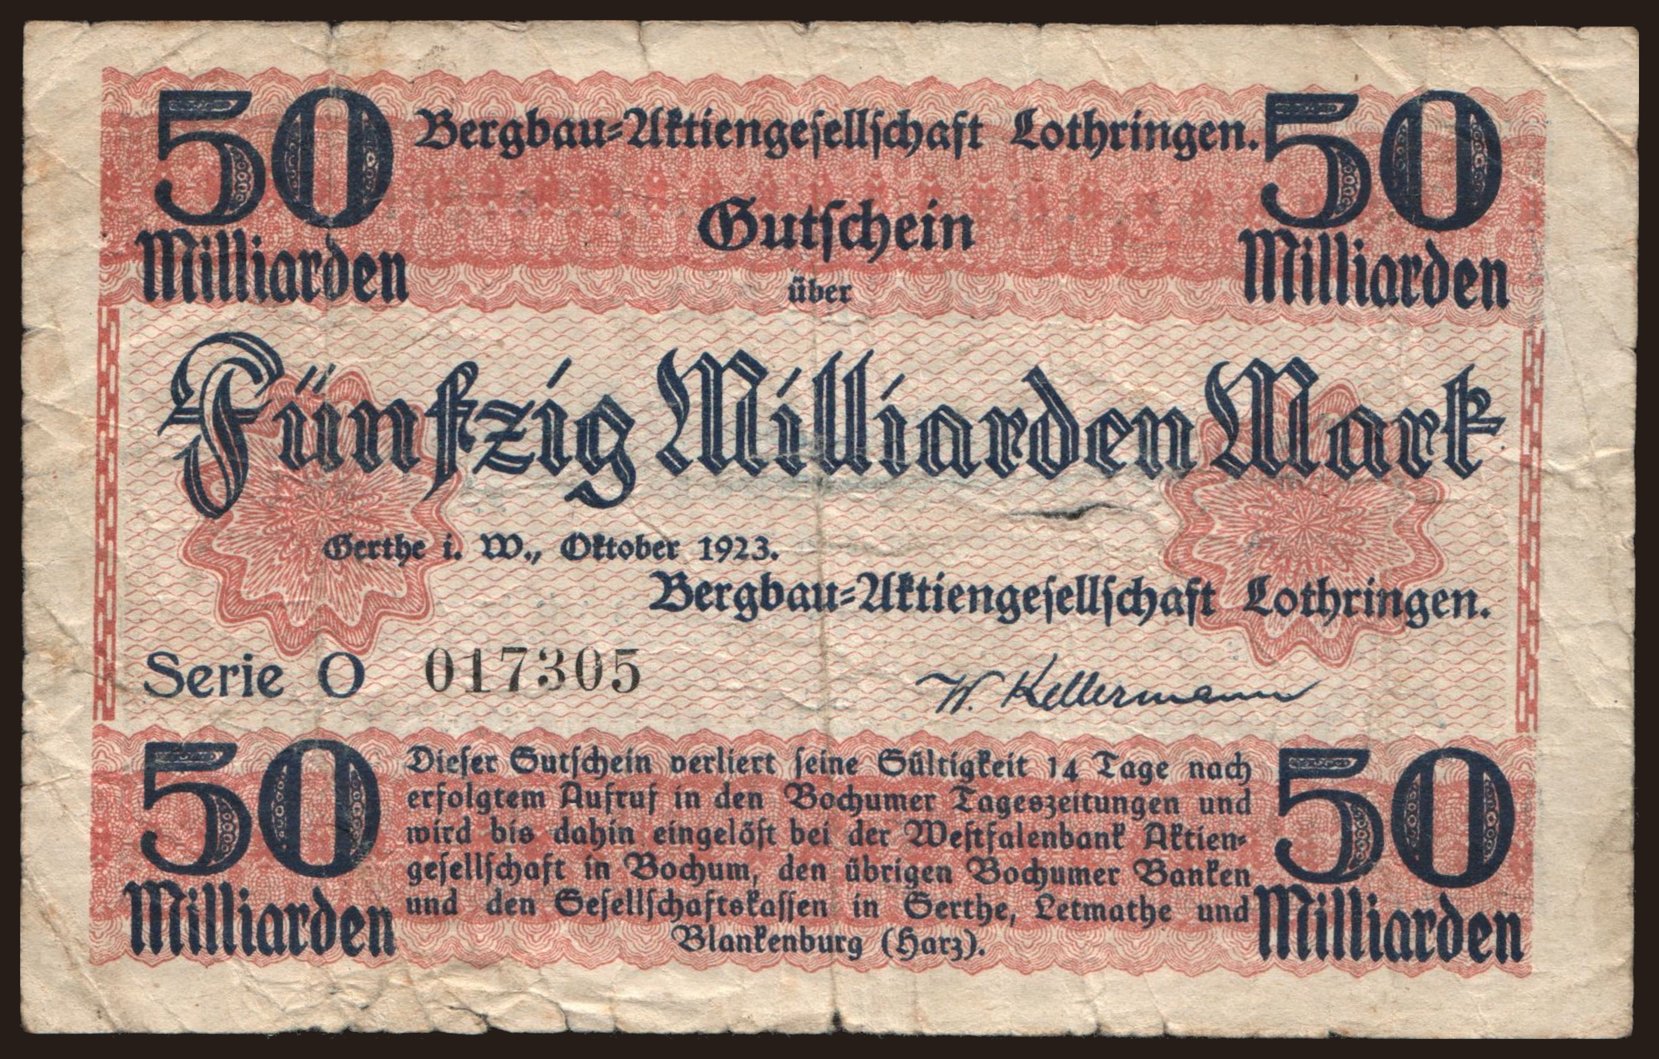 50 Bergbau=Aktiengesellschaft Lothringen. 50
Milliarden Gutschein Milliarden
über
Fünfzig Milliarden Mark
Gerthe i. W., Oktober 1923.
Bergbau=Aktiengesellschaft Lothringen.
Serie O 017305 W. Kellermann
50 Milliarden
Dieser Gutschein verliert seine Gültigkeit 14 Tage nach
erfolgtem Aufruf in den Bochumer Tageszeitungen und
wird bis dahin eingelöst bei der Westfalenbank Aktien=
gesellschaft in Bochum, den übrigen Bochumer Banken
und den Gesellschaftskassen in Gerthe, Letmathe und
Blankenburg (Harz).
50 Milliarden